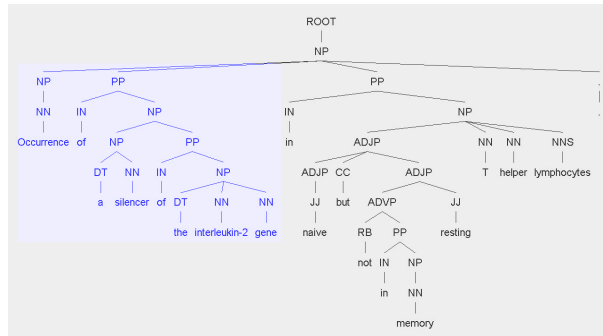 ROOT
NP
NP PP PP .
NN IN NP IN NP .
Occurrence of NP PP in ADJP NN NN NNS
DT NN IN NP ADJP CC ADJP T helper lymphocytes
a silencer of DT NN NN JJ but ADVP JJ
the interleukin-2 gene naive RB PP resting
not IN NP
in NN
memory